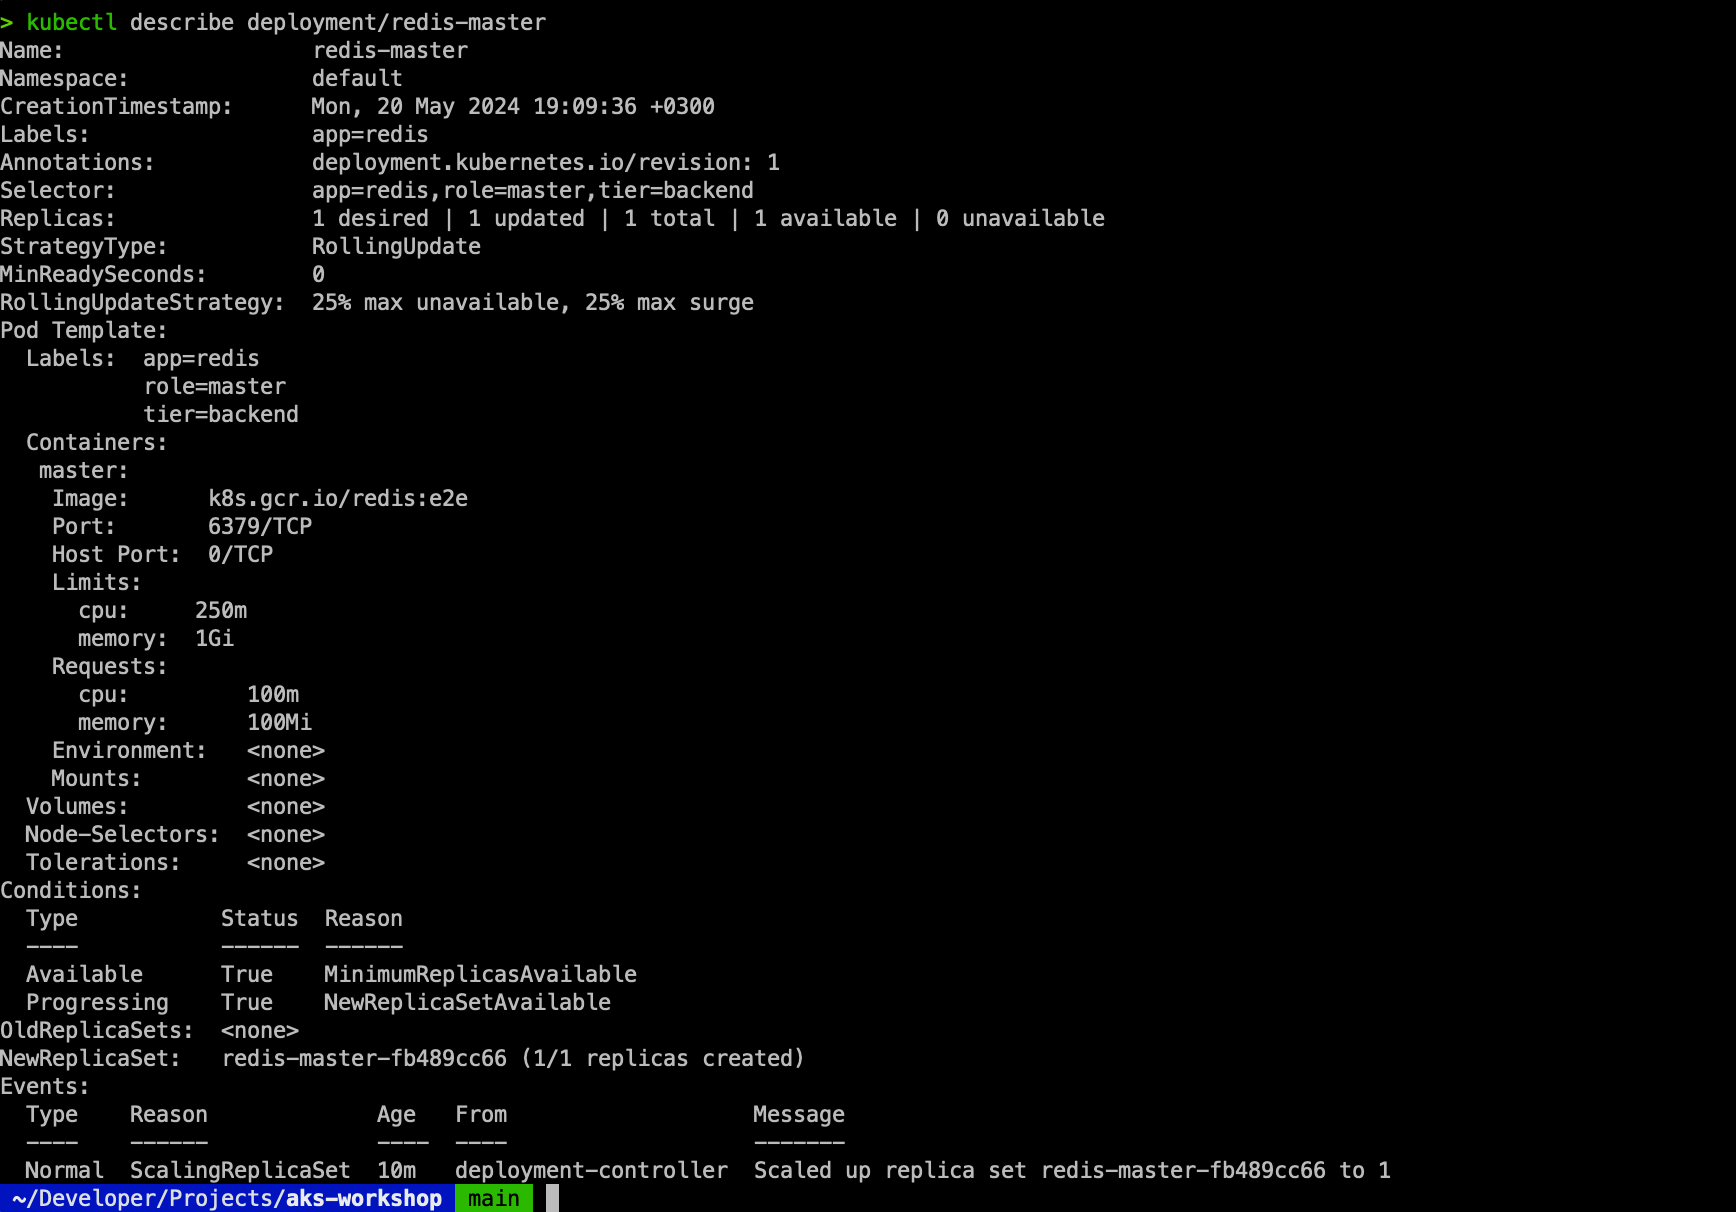 > kubectl describe deployment/redis-master
Name:                   redis-master
Namespace:              default
CreationTimestamp:      Mon, 20 May 2024 19:09:36 +0300
Labels:                 app=redis
Annotations:            deployment.kubernetes.io/revision: 1
Selector:               app=redis,role=master,tier=backend
Replicas:               1 desired | 1 updated | 1 total | 1 available | 0 unavailable
StrategyType:           RollingUpdate
MinReadySeconds:        0
RollingUpdateStrategy:  25% max unavailable, 25% max surge
Pod Template:
  Labels:  app=redis
           role=master
           tier=backend
  Containers:
   master:
    Image:      k8s.gcr.io/redis:e2e
    Port:       6379/TCP
    Host Port:  0/TCP
    Limits:
      cpu:     250m
      memory:  1Gi
    Requests:
      cpu:         100m
      memory:      100Mi
    Environment:   <none>
    Mounts:        <none>
  Volumes:         <none>
  Node-Selectors:  <none>
  Tolerations:     <none>
Conditions:
  Type           Status  Reason
  ----           ------  ------
  Available      True    MinimumReplicasAvailable
  Progressing    True    NewReplicaSetAvailable
OldReplicaSets:  <none>
NewReplicaSet:   redis-master-fb489cc66 (1/1 replicas created)
Events:
  Type    Reason             Age   From                   Message
  ----    ------             ----  ----                   -------
  Normal  ScalingReplicaSet  10m   deployment-controller  Scaled up replica set redis-master-fb489cc66 to 1
~/Developer/Projects/aks-workshop main